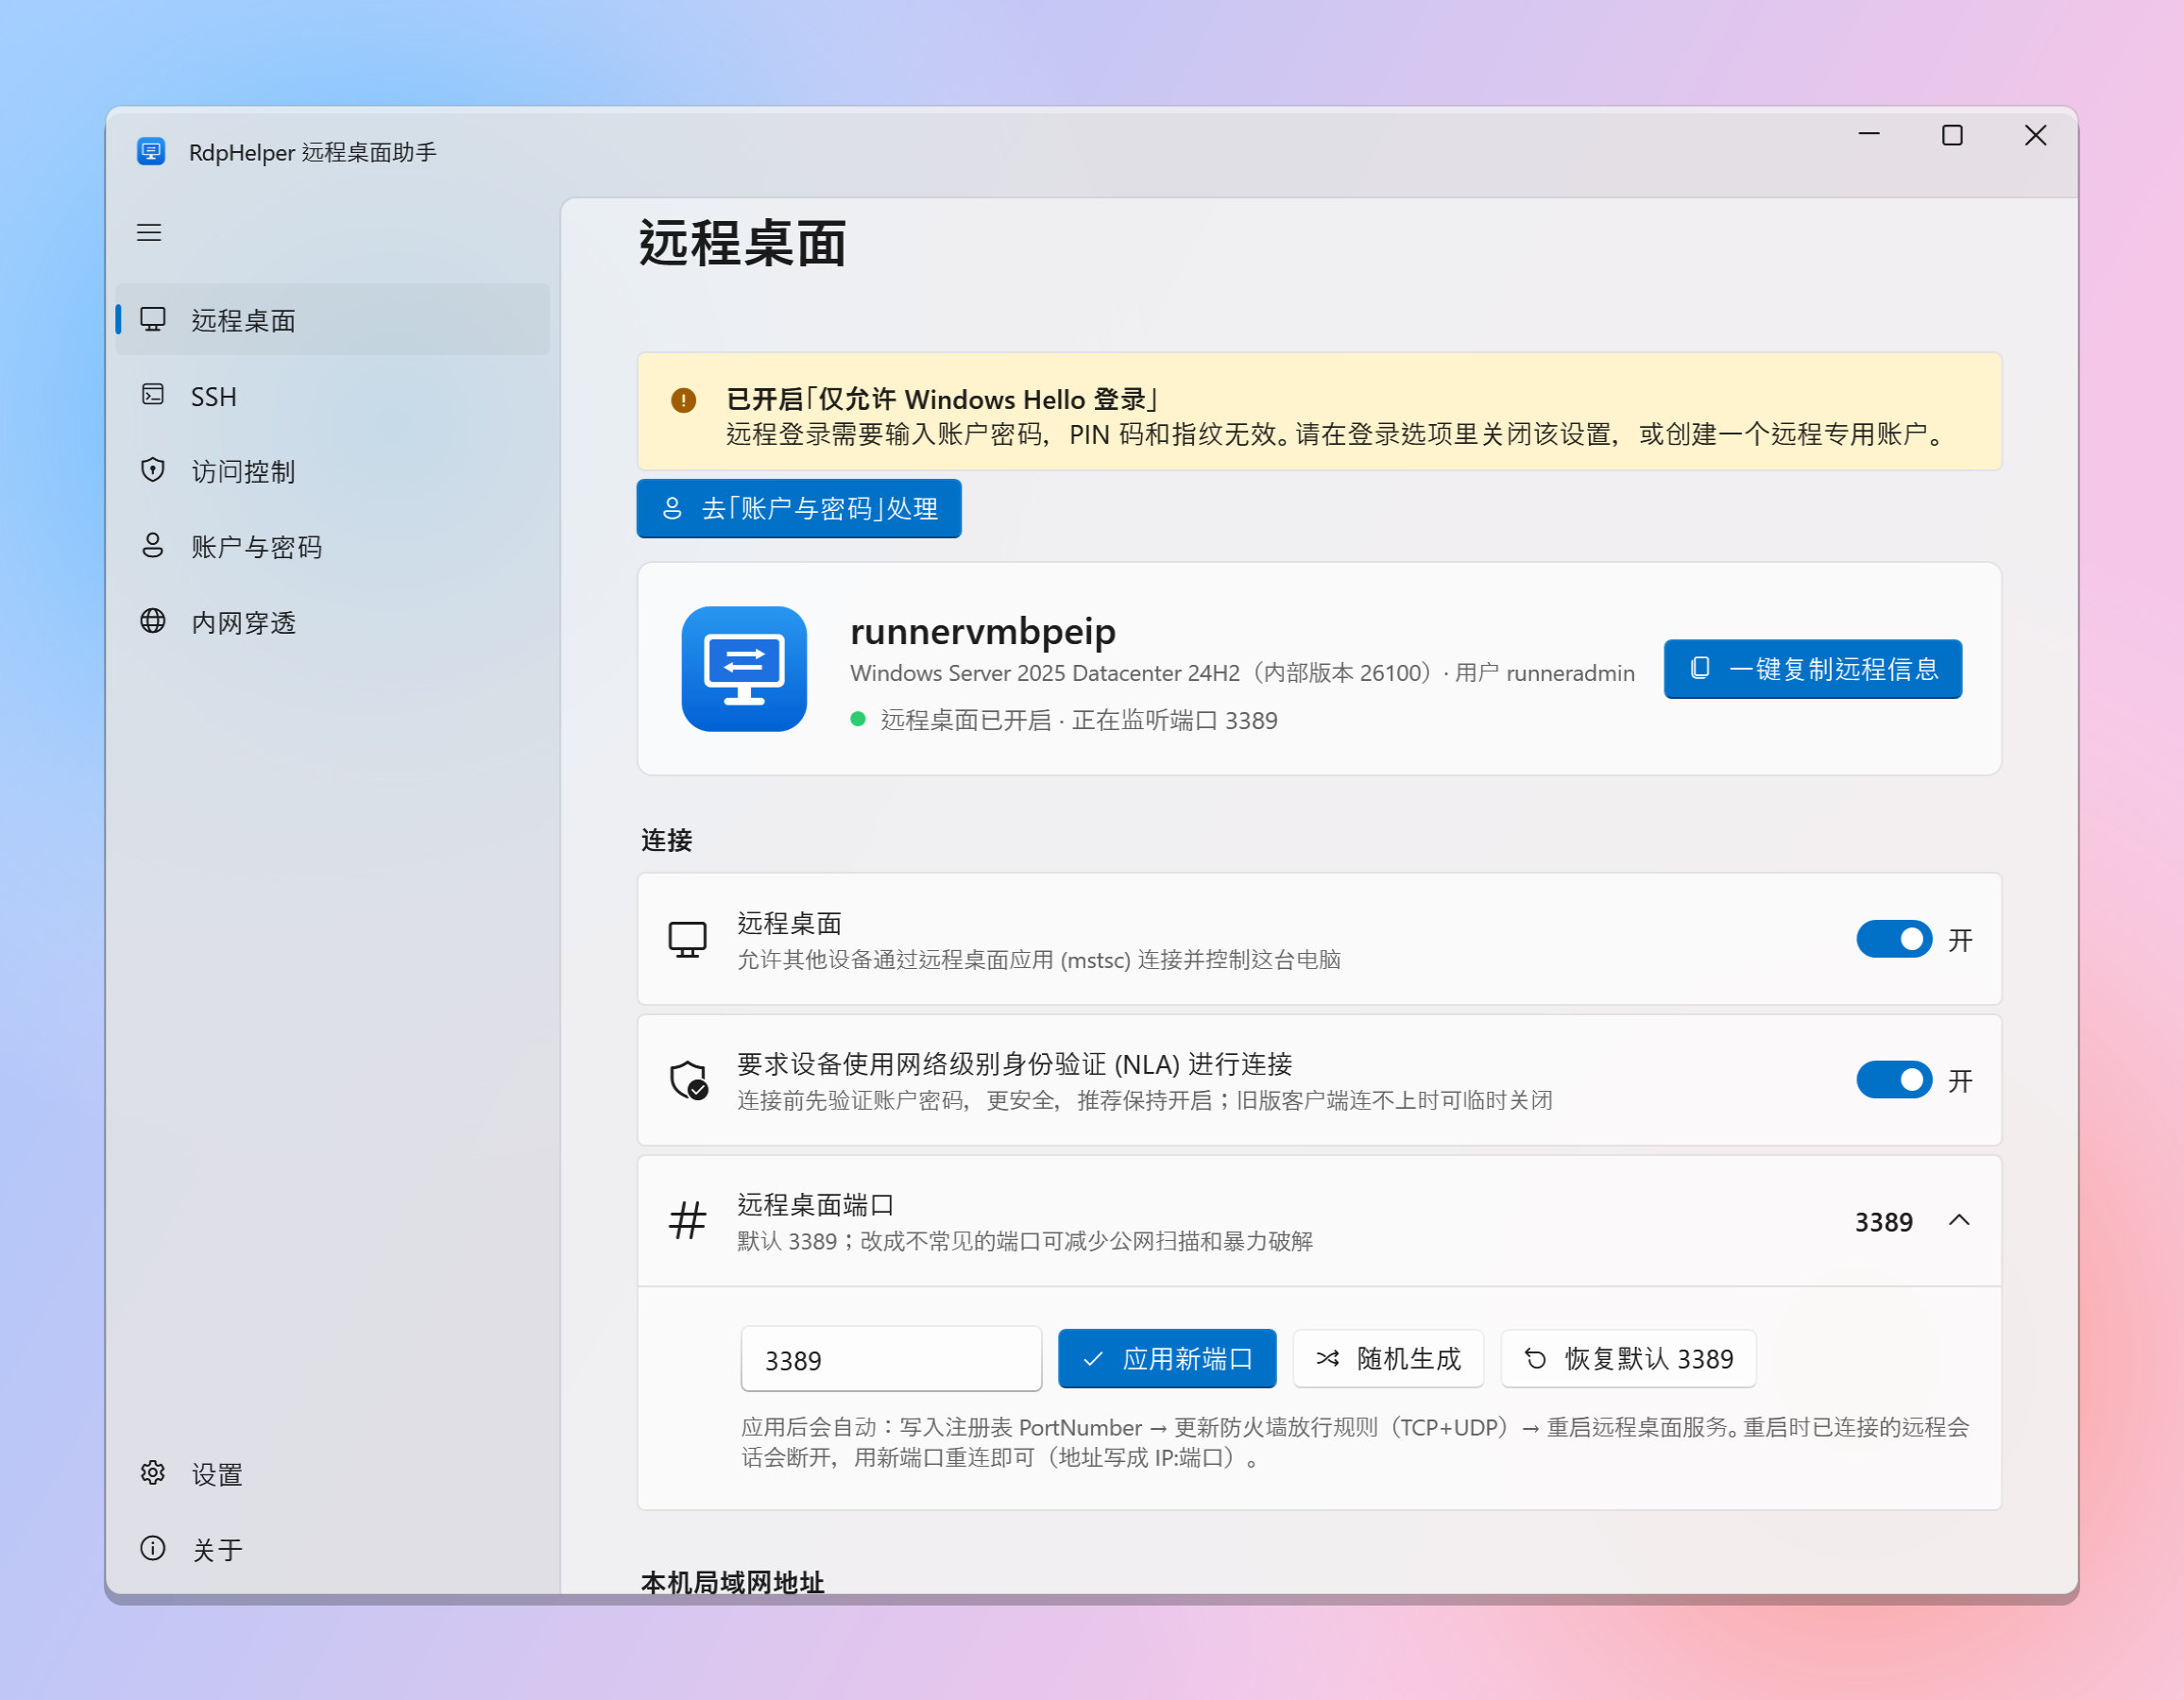 RdpHelper 远程桌面助手
远程桌面
SSH
访问控制
账户与密码
内网穿透
设置
关于
远程桌面
已开启「仅允许 Windows Hello 登录」
远程登录需要输入账户密码，PIN 码和指纹无效。请在登录选项里关闭该设置，或创建一个远程专用账户。
去「账户与密码」处理
runnervmbpeip
Windows Server 2025 Datacenter 24H2（内部版本 26100）· 用户 runneradmin
远程桌面已开启 · 正在监听端口 3389
一键复制远程信息
连接
远程桌面
允许其他设备通过远程桌面应用 (mstsc) 连接并控制这台电脑
开
要求设备使用网络级别身份验证 (NLA) 进行连接
连接前先验证账户密码，更安全，推荐保持开启；旧版客户端连不上时可临时关闭
开
远程桌面端口
默认 3389；改成不常见的端口可减少公网扫描和暴力破解
3389
3389
应用新端口
随机生成
恢复默认 3389
应用后会自动：写入注册表 PortNumber → 更新防火墙放行规则（TCP+UDP）→ 重启远程桌面服务。重启时已连接的远程会
话会断开，用新端口重连即可（地址写成 IP:端口）。
本机局域网地址